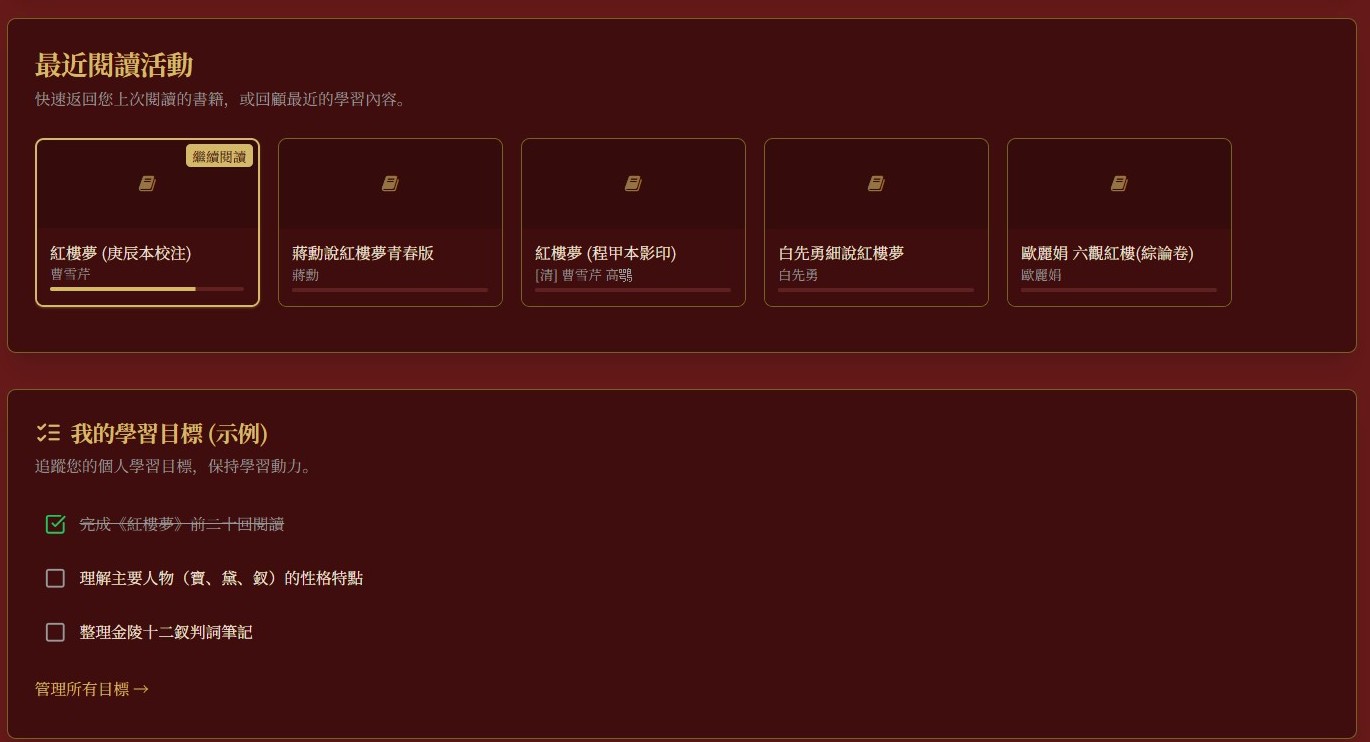 最近閱讀活動
快速返回您上次閱讀的書籍，或回顧最近的學習內容。
繼續閱讀
紅樓夢 (庚辰本校注)
曹雪芹
蔣勳說紅樓夢青春版
蔣勳
紅樓夢 (程甲本影印)
[清] 曹雪芹 高鶚
白先勇細說紅樓夢
白先勇
歐麗娟 六觀紅樓(綜論卷)
歐麗娟
我的學習目標 (示例)
追蹤您的個人學習目標，保持學習動力。
完成《紅樓夢》前二十回閱讀
理解主要人物（寶、黛、釵）的性格特點
整理金陵十二釵判詞筆記
管理所有目標 →